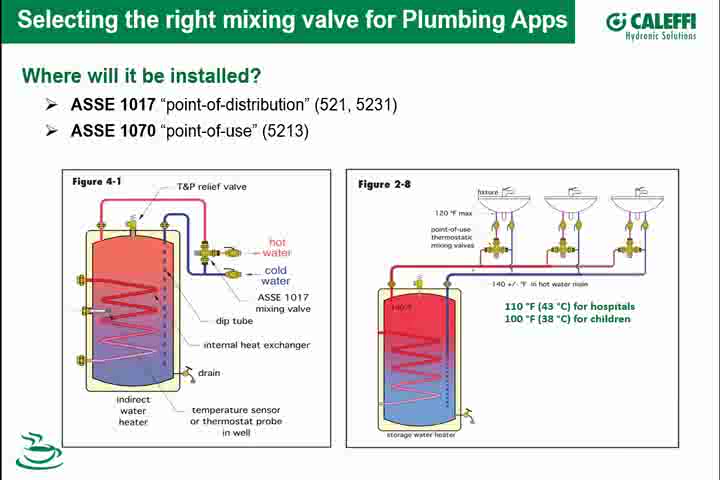 Selecting the right mixing valve for Plumbing Apps
CALEFFI
Hydronic Solutions
Where will it be installed?
➢ ASSE 1017 “point-of-distribution” (521, 5231)
➢ ASSE 1070 “point-of-use” (5213)
Figure 4-1
T&P relief valve
hot
water
cold
water
ASSE 1017
mixing valve
dip tube
internal heat exchanger
drain
indirect
water
heater
temperature sensor
or thermostat probe
in well
Figure 2-8
fixture
120 °F max
point-of-use
thermostatic
mixing valves
140 +/- °F in hot water main
140 °F
110 °F (43 °C) for hospitals
100 °F (38 °C) for children
storage water heater